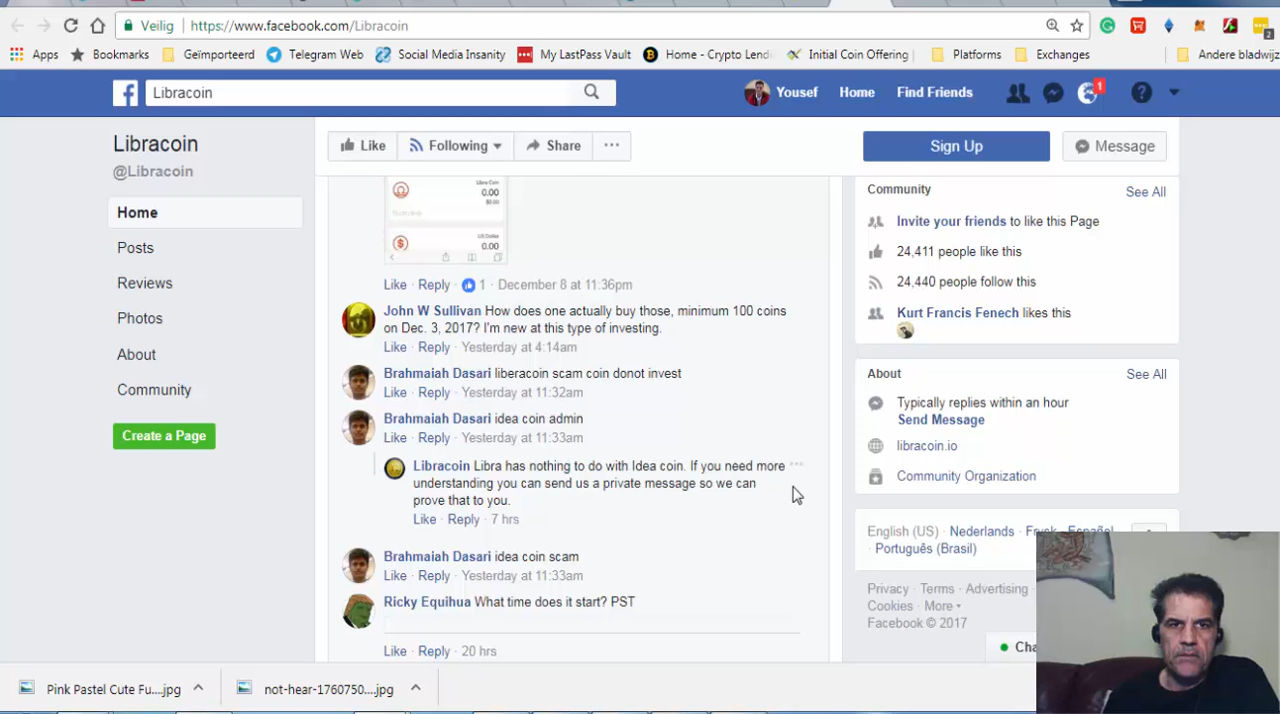 Veilig
https://www.facebook.com/Libracoin
Apps
Bookmarks
Geïmporteerd
Telegram Web
Social Media Insanity
My LastPass Vault
Home - Crypto Lendi
Initial Coin Offering
Platforms
Exchanges
Andere bladwijz
2
Libracoin
Yousef
Home
Find Friends
1
Libracoin
@Libracoin
Home
Posts
Reviews
Photos
About
Community
Create a Page
Like
Following
Share
Sign Up
Message
Libra Coin
0.00
$0.00
US Dollar
0.00
Like · Reply · 1 · December 8 at 11:36pm
John W Sullivan How does one actually buy those, minimum 100 coins
on Dec. 3, 2017? I'm new at this type of investing.
Like · Reply · Yesterday at 4:14am
Brahmaiah Dasari liberacoin scam coin donot invest
Like · Reply · Yesterday at 11:32am
Brahmaiah Dasari idea coin admin
Like · Reply · Yesterday at 11:33am
Libracoin Libra has nothing to do with Idea coin. If you need more
understanding you can send us a private message so we can
prove that to you.
Like · Reply · 7 hrs
Brahmaiah Dasari idea coin scam
Like · Reply · Yesterday at 11:33am
Ricky Equihua What time does it start? PST
Like · Reply · 20 hrs
Community
See All
Invite your friends to like this Page
24,411 people like this
24,440 people follow this
Kurt Francis Fenech likes this
About
See All
Typically replies within an hour
Send Message
libracoin.io
Community Organization
English (US) · Nederlands · Frysk · Español ·
Português (Brasil)
Privacy · Terms · Advertising ·
Cookies · More
Facebook © 2017
Cha
Pink Pastel Cute Fu....jpg
not-hear-1760750....jpg